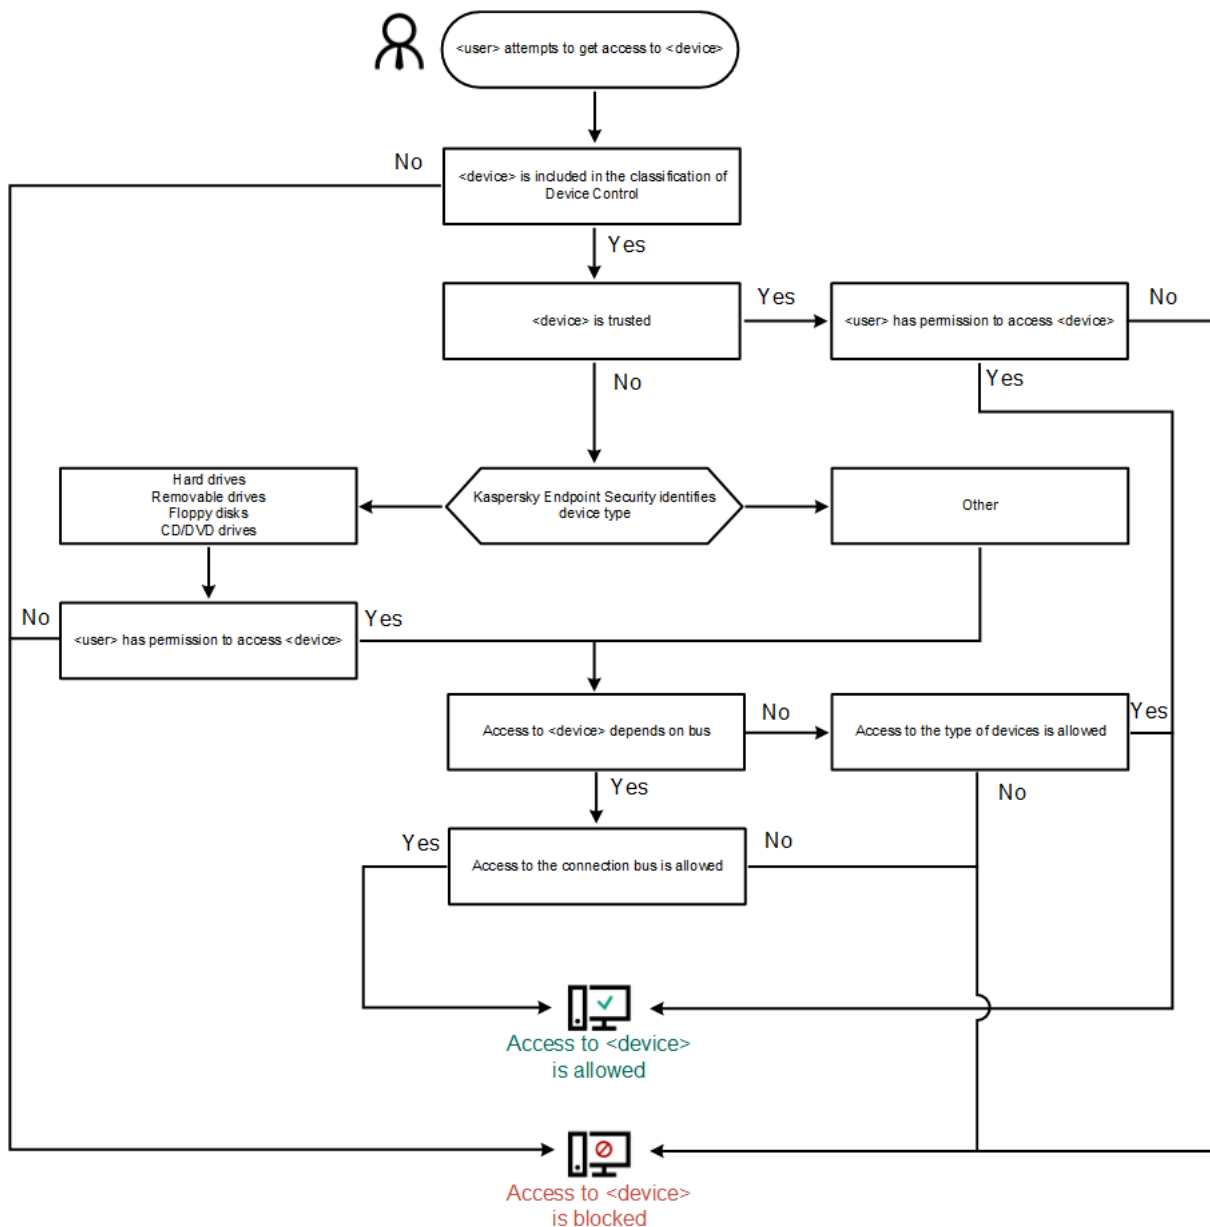 <user> attempts to get access to <device>
No
<device> is included in the classification of
Device Control
Yes
<device> is trusted
Yes
<user> has permission to access <device>
No
No
Yes
Hard drives
Removable drives
Floppy disks
CD/DVD drives
Kaspersky Endpoint Security identifies
device type
Other
No
<user> has permission to access <device>
Yes
Access to <device> depends on bus
No
Access to the type of devices is allowed
Yes
Yes
No
Yes
Access to the connection bus is allowed
No
Access to <device>
is allowed
Access to <device>
is blocked